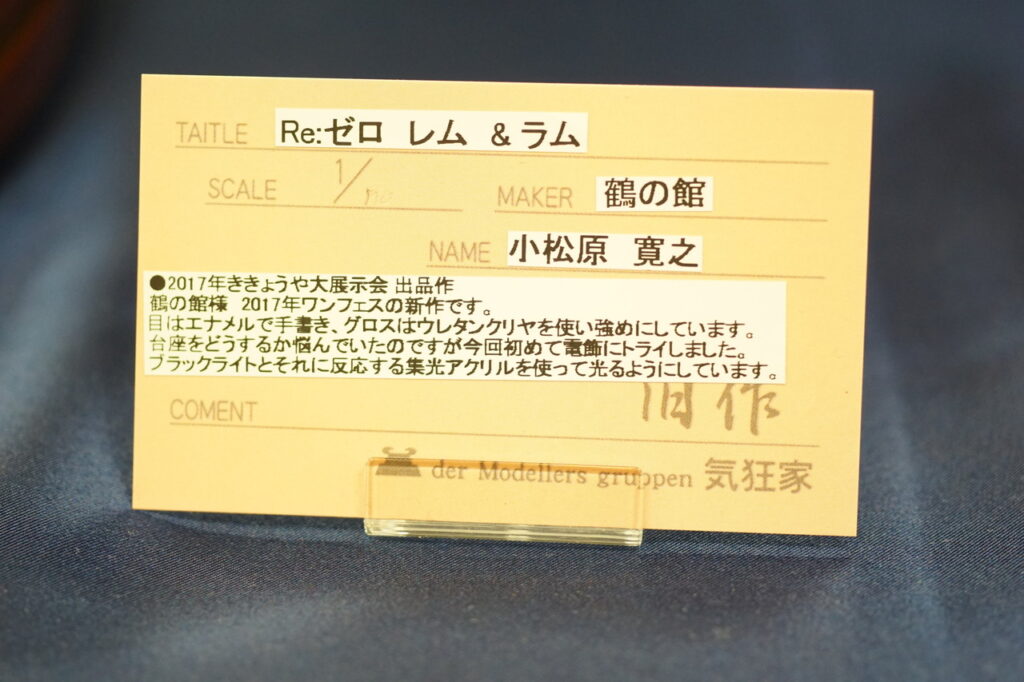 TAITLE Re:ゼロ レム & ラム
SCALE 1/no MAKER 鶴の館
NAME 小松原 寛之
●2017年ききょうや大展示会 出品作
鶴の館様 2017年ワンフェスの新作です。
目はエナメルで手書き、グロスはウレタンクリヤを使い強めにしています。
台座をどうするか悩んでいたのですが今回初めて電飾にトライしました。
ブラックライトとそれに反応する集光アクリルを使って光るようにしています。
旧作
COMENT
der Modellers gruppen 気狂家